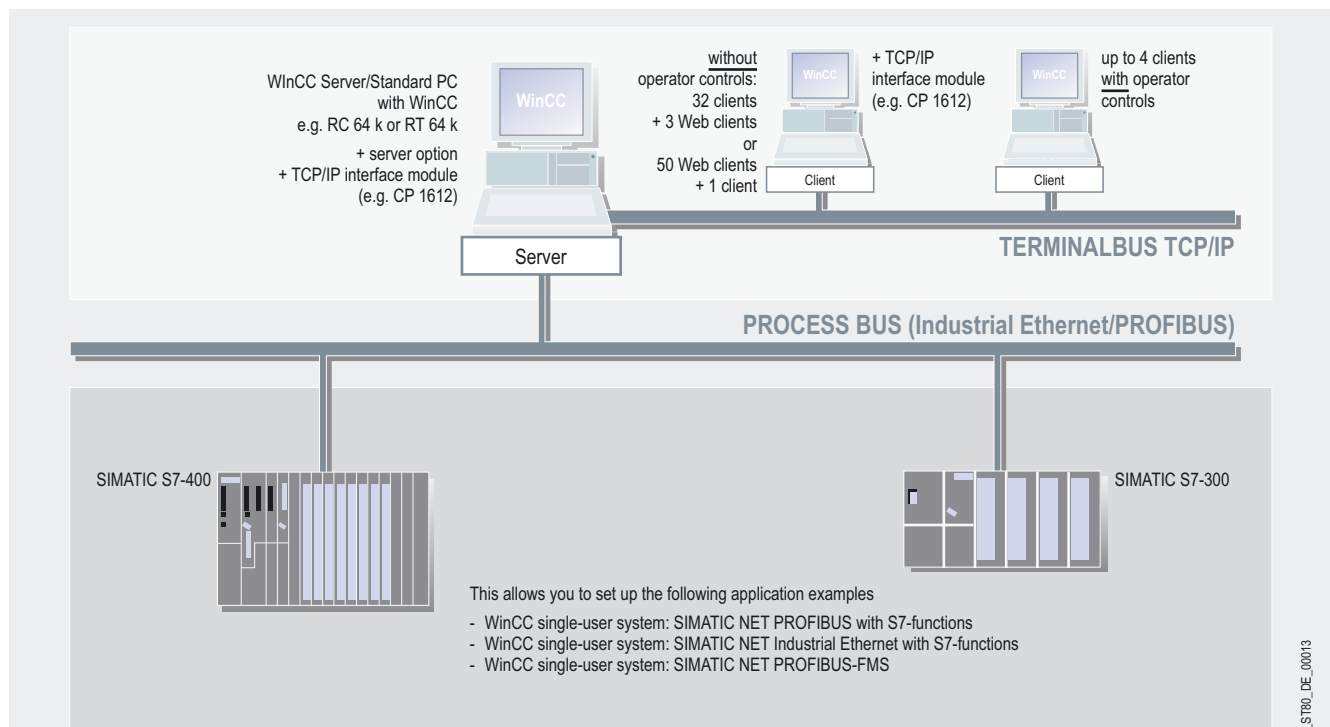 WInCC Server/Standard PC
with WinCC
e.g. RC 64 k or RT 64 k
+ server option
+ TCP/IP interface module
(e.g. CP 1612)
WinCC
Server
without
operator controls:
32 clients
+ 3 Web clients
or
50 Web clients
+ 1 client
WinCC
Client
+ TCP/IP
interface module
(e.g. CP 1612)
WinCC
Client
up to 4 clients
with operator
controls
TERMINALBUS TCP/IP
PROCESS BUS (Industrial Ethernet/PROFIBUS)
SIMATIC S7-400
SIMATIC S7-300
This allows you to set up the following application examples
- WinCC single-user system: SIMATIC NET PROFIBUS with S7-functions
- WinCC single-user system: SIMATIC NET Industrial Ethernet with S7-functions
- WinCC single-user system: SIMATIC NET PROFIBUS-FMS
_ST80_DE_00013